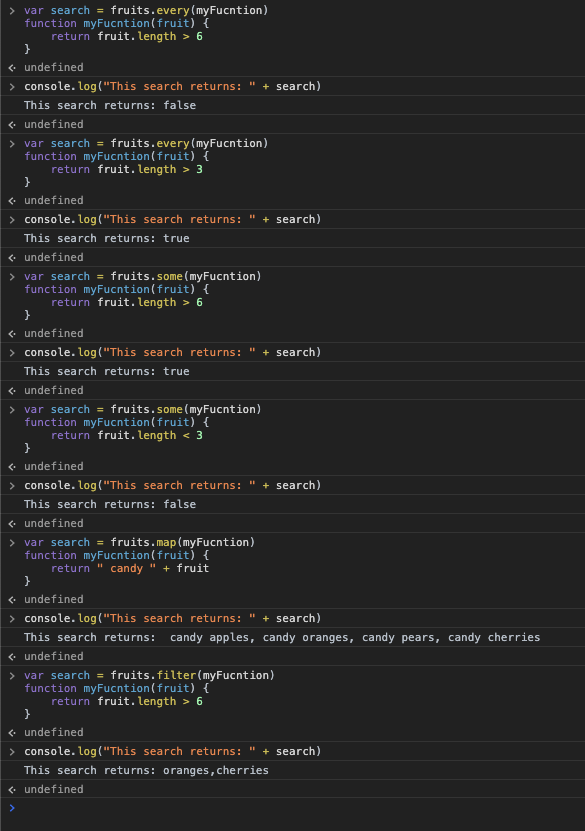 > var search = fruits.every(myFucntion)
function myFucntion(fruit) {
    return fruit.length > 6
}
< undefined
> console.log("This search returns: " + search)
This search returns: false
< undefined
> var search = fruits.every(myFucntion)
function myFucntion(fruit) {
    return fruit.length > 3
}
< undefined
> console.log("This search returns: " + search)
This search returns: true
< undefined
> var search = fruits.some(myFucntion)
function myFucntion(fruit) {
    return fruit.length > 6
}
< undefined
> console.log("This search returns: " + search)
This search returns: true
< undefined
> var search = fruits.some(myFucntion)
function myFucntion(fruit) {
    return fruit.length < 3
}
< undefined
> console.log("This search returns: " + search)
This search returns: false
< undefined
> var search = fruits.map(myFucntion)
function myFucntion(fruit) {
    return " candy " + fruit
}
< undefined
> console.log("This search returns: " + search)
This search returns:  candy apples, candy oranges, candy pears, candy cherries
< undefined
> var search = fruits.filter(myFucntion)
function myFucntion(fruit) {
    return fruit.length > 6
}
< undefined
> console.log("This search returns: " + search)
This search returns: oranges,cherries
< undefined
>